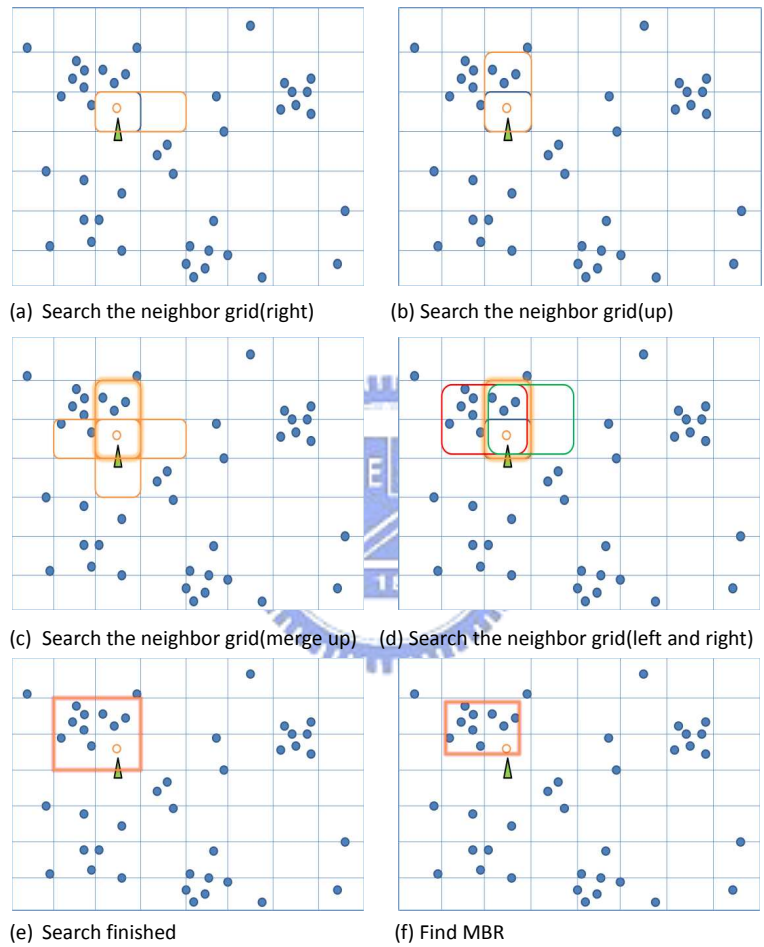 (a) Search the neighbor grid(right)
(b) Search the neighbor grid(up)
(c) Search the neighbor grid(merge up)
(d) Search the neighbor grid(left and right)
E
18
(e) Search finished
(f) Find MBR